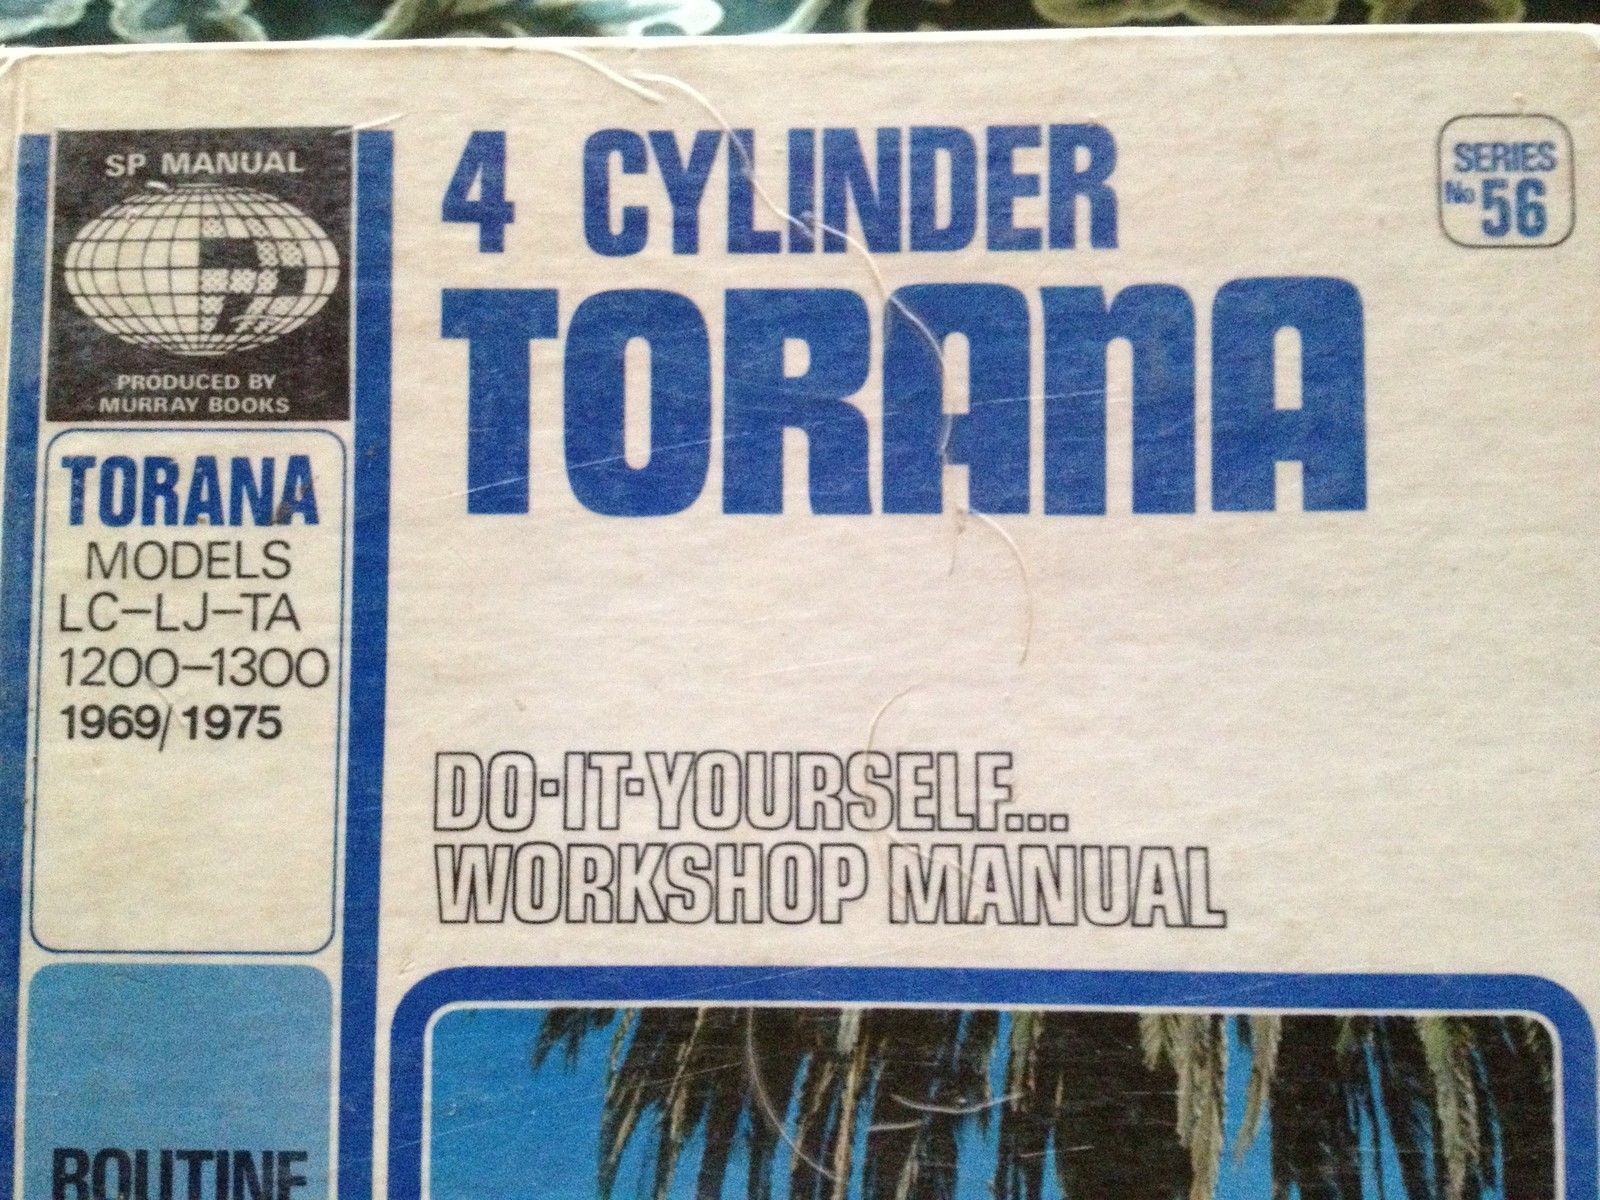 SP MANUAL
PRODUCED BY
MURRAY BOOKS
4 CYLINDER
TORANA
SERIES
No 56
TORANA
MODELS
LC-LJ-TA
1200-1300
1969/1975
DO-IT-YOURSELF...
WORKSHOP MANUAL
ROUTINE